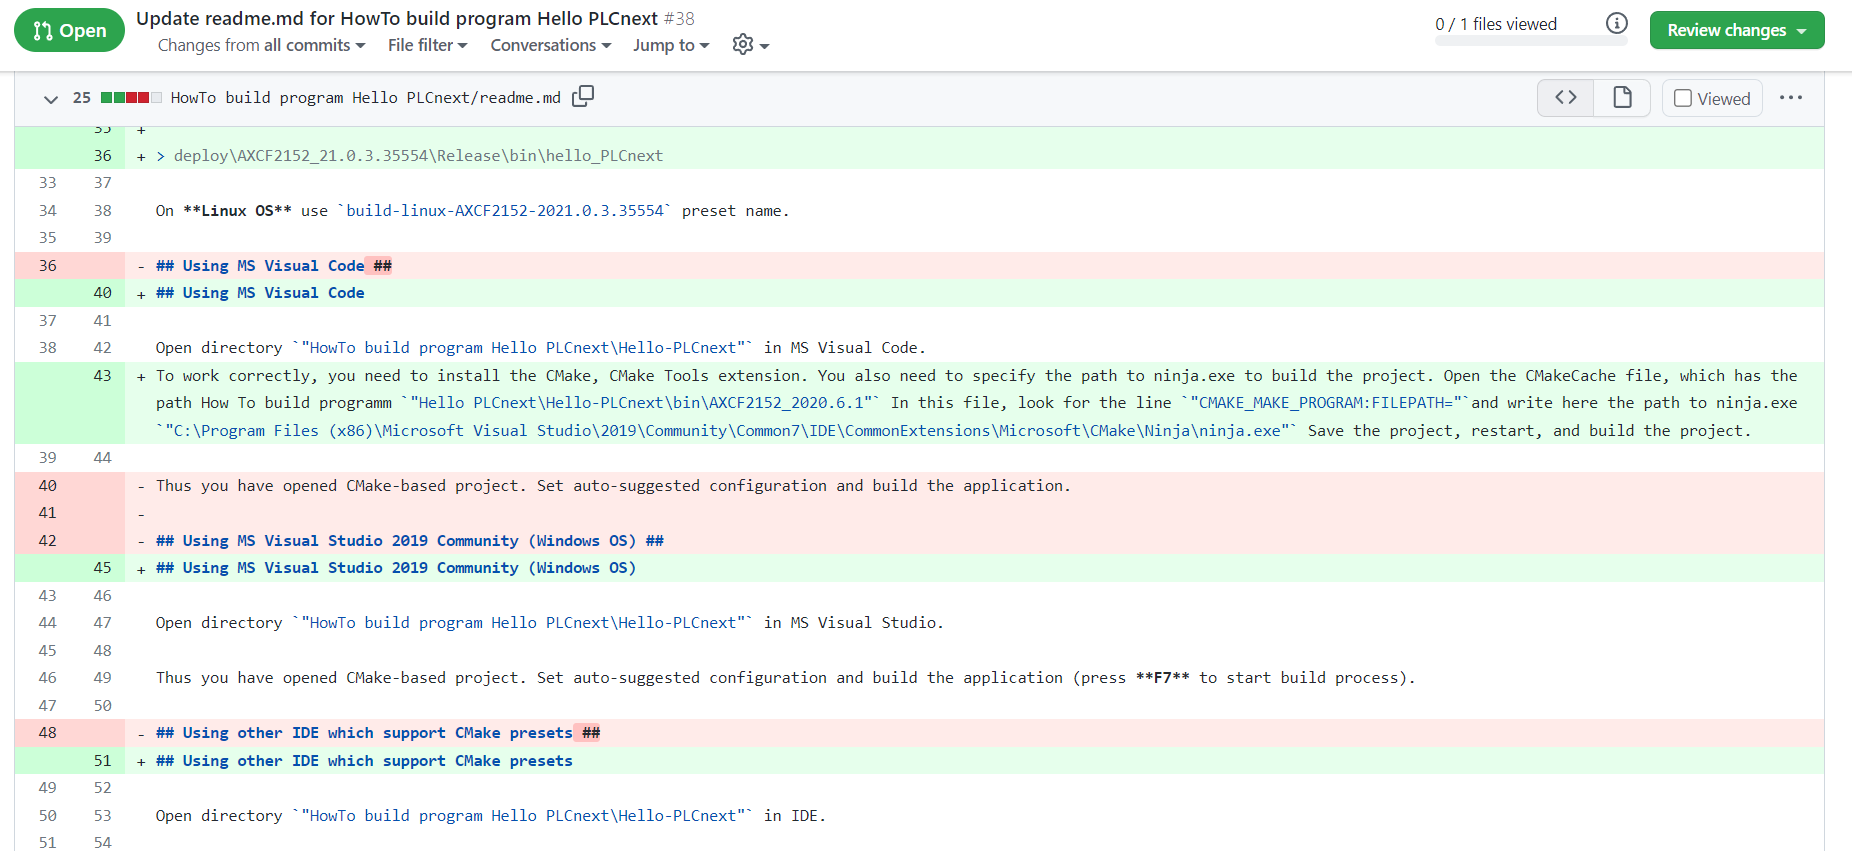 Open
Update readme.md for HowTo build program Hello PLCnext #38
0 / 1 files viewed
Review changes
Changes from all commits File filter Conversations Jump to
25 HowTo build program Hello PLCnext/readme.md
Viewed
35 +
36 + > deploy\AXCF2152_21.0.3.35554\Release\bin\hello_PLCnext
33 37
34 38 On **Linux OS** use `build-linux-AXCF2152-2021.0.3.35554` preset name.
35 39
36 - ## Using MS Visual Code ##
40 + ## Using MS Visual Code
37 41
38 42 Open directory `"HowTo build program Hello PLCnext\Hello-PLCnext"` in MS Visual Code.
43 + To work correctly, you need to install the CMake, CMake Tools extension. You also need to specify the path to ninja.exe to build the project. Open the CMakeCache file, which has the
path How To build programm `"Hello PLCnext\Hello-PLCnext\bin\AXCF2152_2020.6.1"` In this file, look for the line `"CMAKE_MAKE_PROGRAM:FILEPATH="`and write here the path to ninja.exe
`"C:\Program Files (x86)\Microsoft Visual Studio\2019\Community\Common7\IDE\CommonExtensions\Microsoft\CMake\Ninja\ninja.exe"` Save the project, restart, and build the project.
39 44
40 - Thus you have opened CMake-based project. Set auto-suggested configuration and build the application.
41 -
42 - ## Using MS Visual Studio 2019 Community (Windows OS) ##
45 + ## Using MS Visual Studio 2019 Community (Windows OS)
43 46
44 47 Open directory `"HowTo build program Hello PLCnext\Hello-PLCnext"` in MS Visual Studio.
45 48
46 49 Thus you have opened CMake-based project. Set auto-suggested configuration and build the application (press **F7** to start build process).
47 50
48 - ## Using other IDE which support CMake presets ##
51 + ## Using other IDE which support CMake presets
49 52
50 53 Open directory `"HowTo build program Hello PLCnext\Hello-PLCnext"` in IDE.
51 54